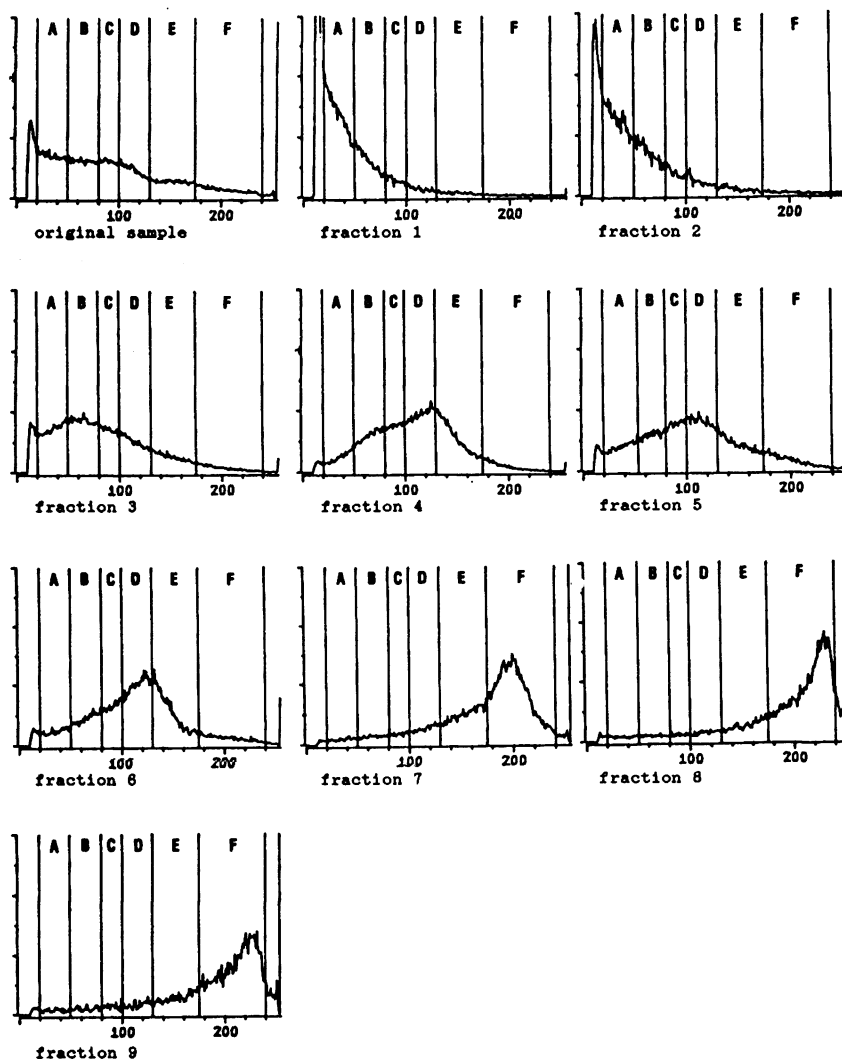 A B C D E F
100 200
original sample
A B C D E F
100 200
fraction 1
A B C D E F
100 200
fraction 2
A B C D E F
100 200
fraction 3
A B C D E F
100 200
fraction 4
A B C D E F
100 200
fraction 5
A B C D E F
100 200
fraction 6
A B C D E F
100 200
fraction 7
A B C D E F
100 200
fraction 8
A B C D E F
100 200
fraction 9